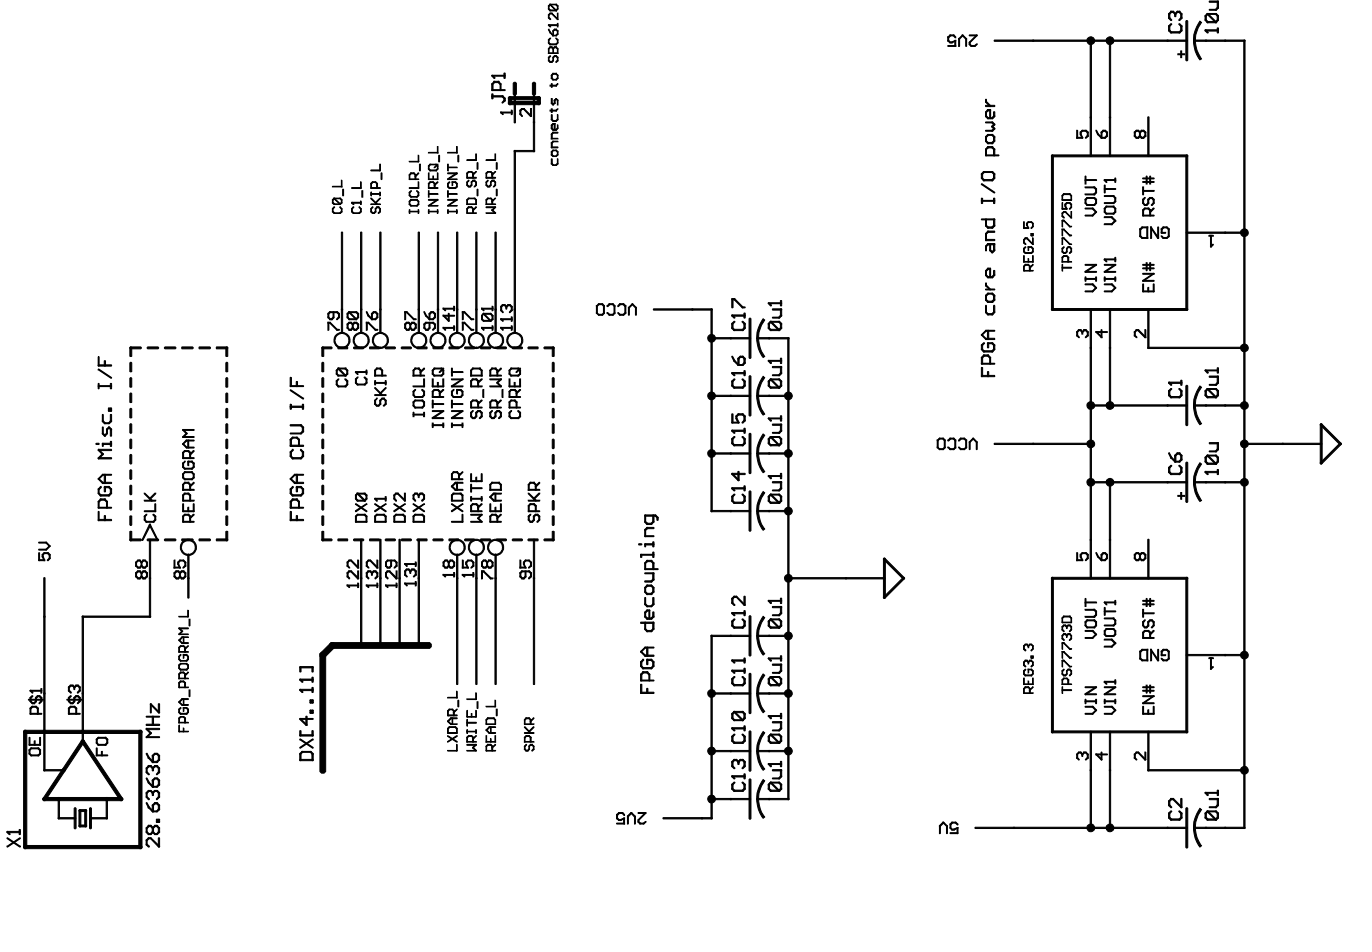 X1
28.63636 MHz
OE
FO
P$1
P$3
5V
FPGA Misc. I/F
CLK
REPROGRAM
88
85
FPGA_PROGRAM_L
FPGA CPU I/F
DX[4..11]
122
132
129
131
18
15
78
95
DX0
DX1
DX2
DX3
LXDAR
WRITE
READ
SPKR
LXDAR_L
WRITE_L
READ_L
SPKR
C0
C1
SKIP
IOCLR
INTREQ
INTGNT
SR_RD
SR_WR
CPREQ
79
80
76
87
96
141
77
101
113
C0_L
C1_L
SKIP_L
IOCLR_L
INTREQ_L
INTGNT_L
RD_SR_L
WR_SR_L
JP1
1
2
connects to SBC6120
FPGA decoupling
2V5
C13
0u1
C10
0u1
C11
0u1
C12
0u1
C14
0u1
C15
0u1
C16
0u1
C17
0u1
VCCO
FPGA core and I/O power
5V
C2
0u1
REG3.3
TPS77733D
3
4
2
VIN
VIN1
EN#
VOUT
VOUT1
RST#
GND
5
6
8
1
C6
+
10u
VCCO
C1
0u1
REG2.5
TPS77725D
3
4
2
VIN
VIN1
EN#
VOUT
VOUT1
RST#
GND
5
6
8
1
2V5
C3
+
10u